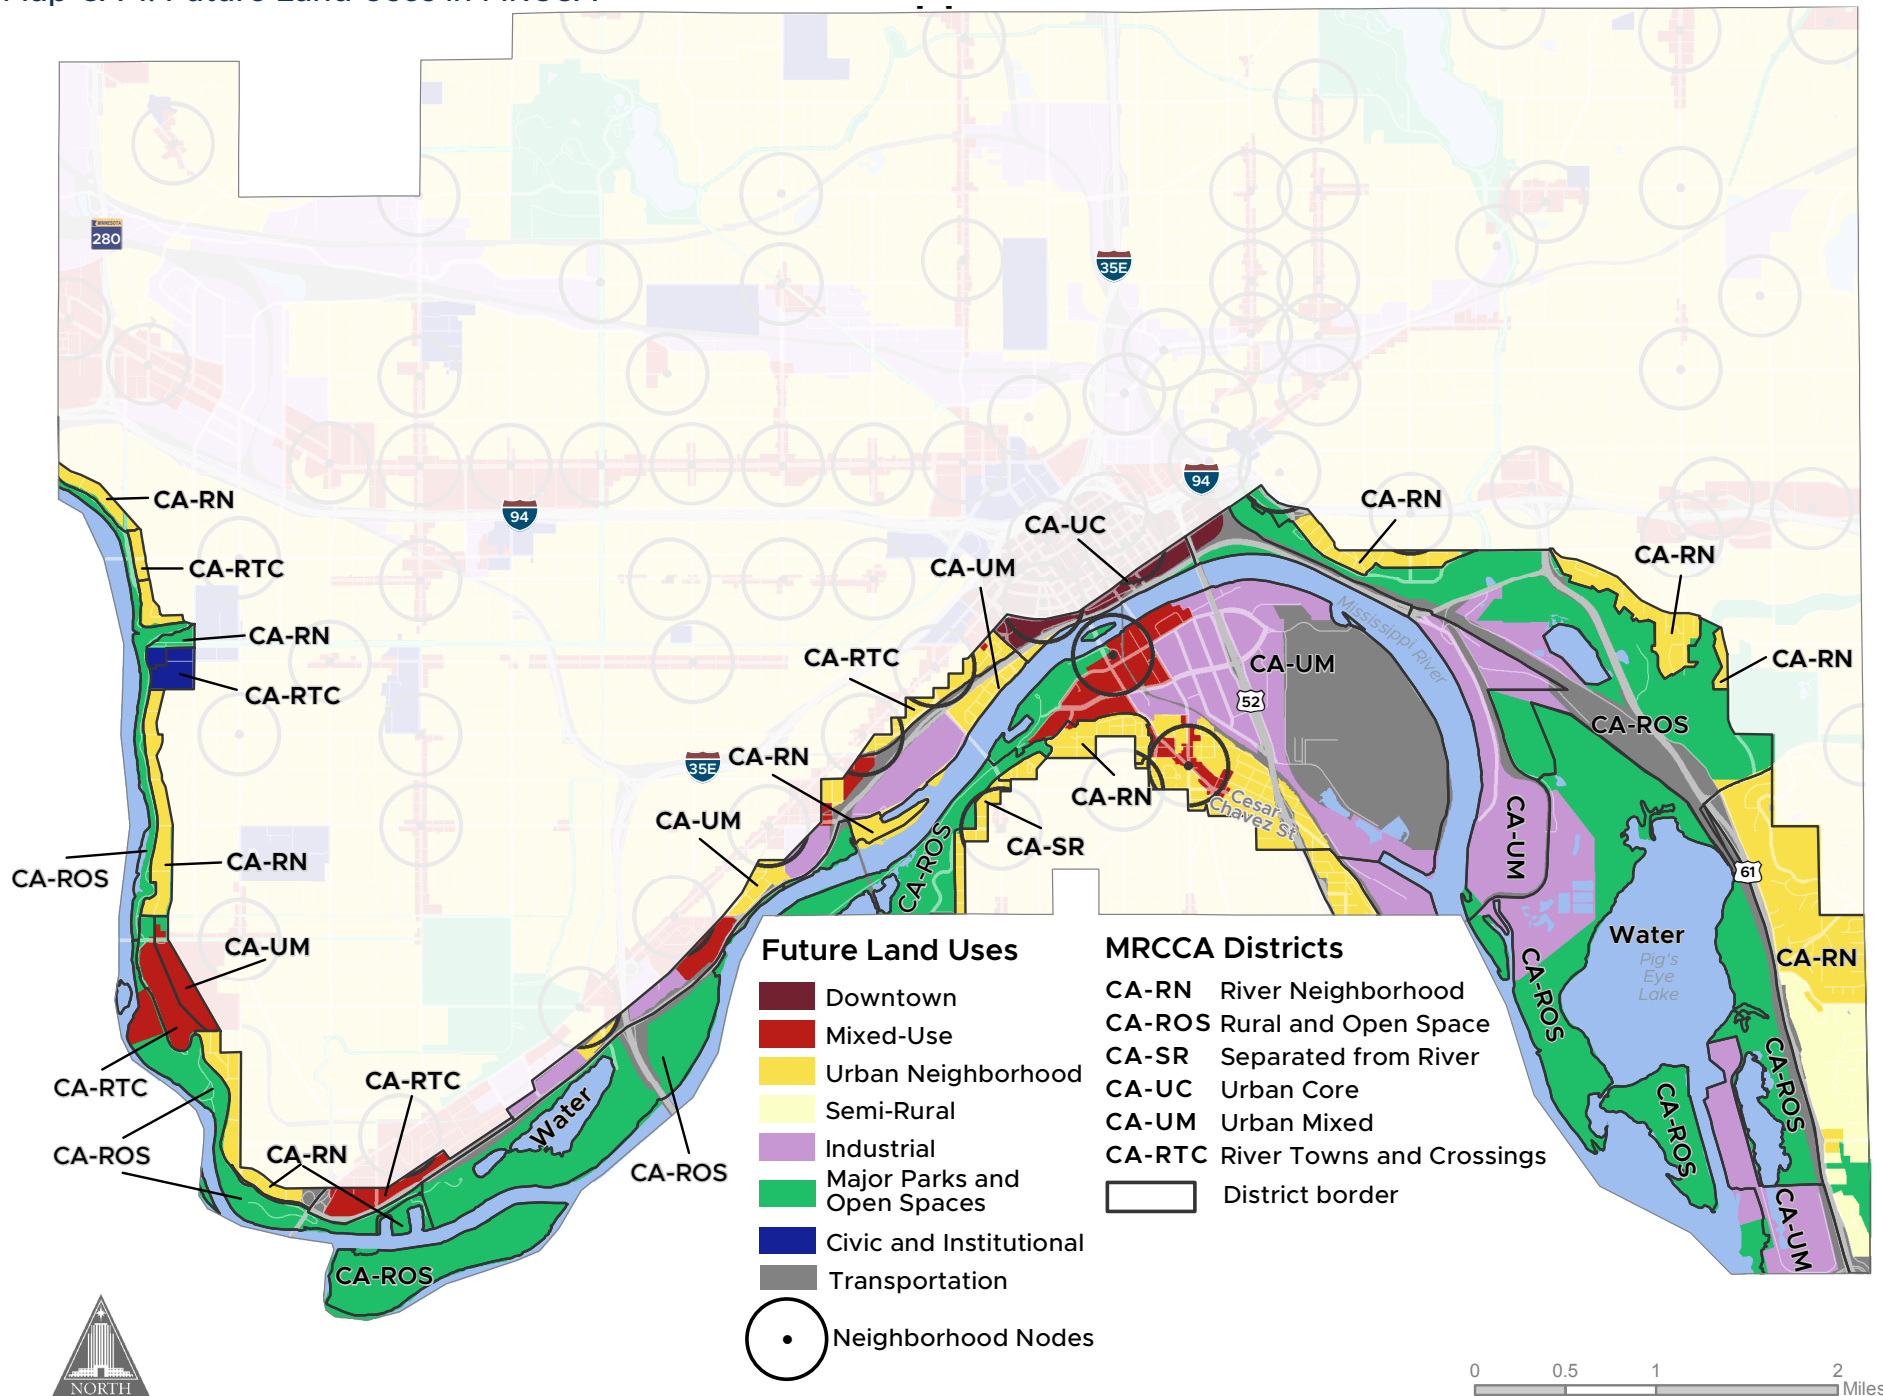 280
35E
94
94
CA-RN
CA-RN
CA-UC
CA-RN
CA-RTC
CA-UM
Mississippi River
CA-RN
CA-RTC
CA-UM
CA-RN
CA-RTC
52
CA-ROS
35E
CA-RN
CA-RN
Cesar
Chavez St
CA-UM
CA-SR
CA-ROS
CA-UM
61
CA-ROS
CA-RN
CA-UM
Water
Pig's
Eye
Lake
CA-RN
CA-ROS
CA-RTC
CA-RTC
Water
CA-ROS
CA-ROS
CA-ROS
CA-RN
CA-ROS
CA-UM
CA-ROS
Future Land Uses
Downtown
Mixed-Use
Urban Neighborhood
Semi-Rural
Industrial
Major Parks and
Open Spaces
Civic and Institutional
Transportation
Neighborhood Nodes
MRCCA Districts
CA-RN River Neighborhood
CA-ROS Rural and Open Space
CA-SR Separated from River
CA-UC Urban Core
CA-UM Urban Mixed
CA-RTC River Towns and Crossings
District border
NORTH
0 0.5 1 2
Miles